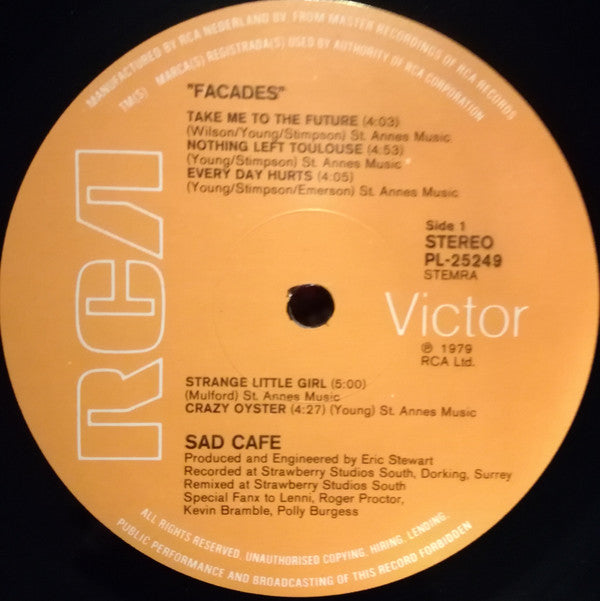 MANUFACTURED BY RCA NEDERLAND BV. FROM MASTER RECORDINGS OF RCA RECORDS
TM(S) MARCA(S) REGISTRADA(S) USED BY AUTHORITY OF RCA CORPORATION
"FACADES"
TAKE ME TO THE FUTURE (4:03)
(Wilson/Young/Stimpson) St. Annes Music
NOTHING LEFT TOULOUSE (4:53)
(Young/Stimpson) St. Annes Music
EVERY DAY HURTS (4:05)
(Young/Stimpson/Emerson) St. Annes Music
Side 1
STEREO
PL-25249
STEMRA
RCA
Victor
℗ 1979
RCA Ltd.
STRANGE LITTLE GIRL (5:00)
(Mulford) St. Annes Music
CRAZY OYSTER (4:27) (Young) St. Annes Music
SAD CAFE
Produced and Engineered by Eric Stewart
Recorded at Strawberry Studios South, Dorking, Surrey
Remixed at Strawberry Studios South
Special Fanx to Lenni, Roger Proctor,
Kevin Bramble, Polly Burgess
ALL RIGHTS RESERVED. UNAUTHORISED COPYING. HIRING. LENDING.
PUBLIC PERFORMANCE AND BROADCASTING OF THIS RECORD FORBIDDEN